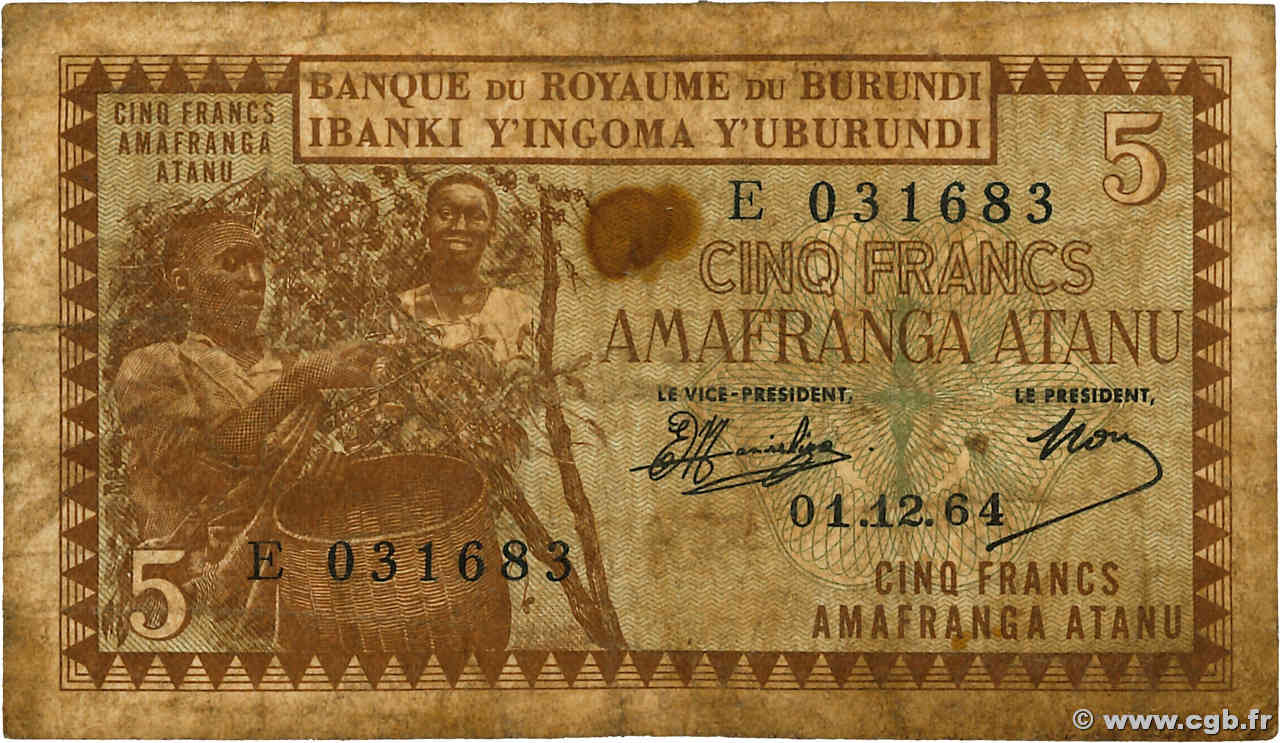 BANQUE DU ROYAUME DU BURUNDI
IBANKI Y'INGOMA Y'UBURUNDI
CINQ FRANCS
AMAFRANGA
ATANU
5
E 031683
CINQ FRANCS
AMAFRANGA ATANU
LE VICE-PRESIDENT,
LE PRESIDENT,
01.12.64
E 031683
5
CINQ FRANCS
AMAFRANGA ATANU
© www.cgb.fr